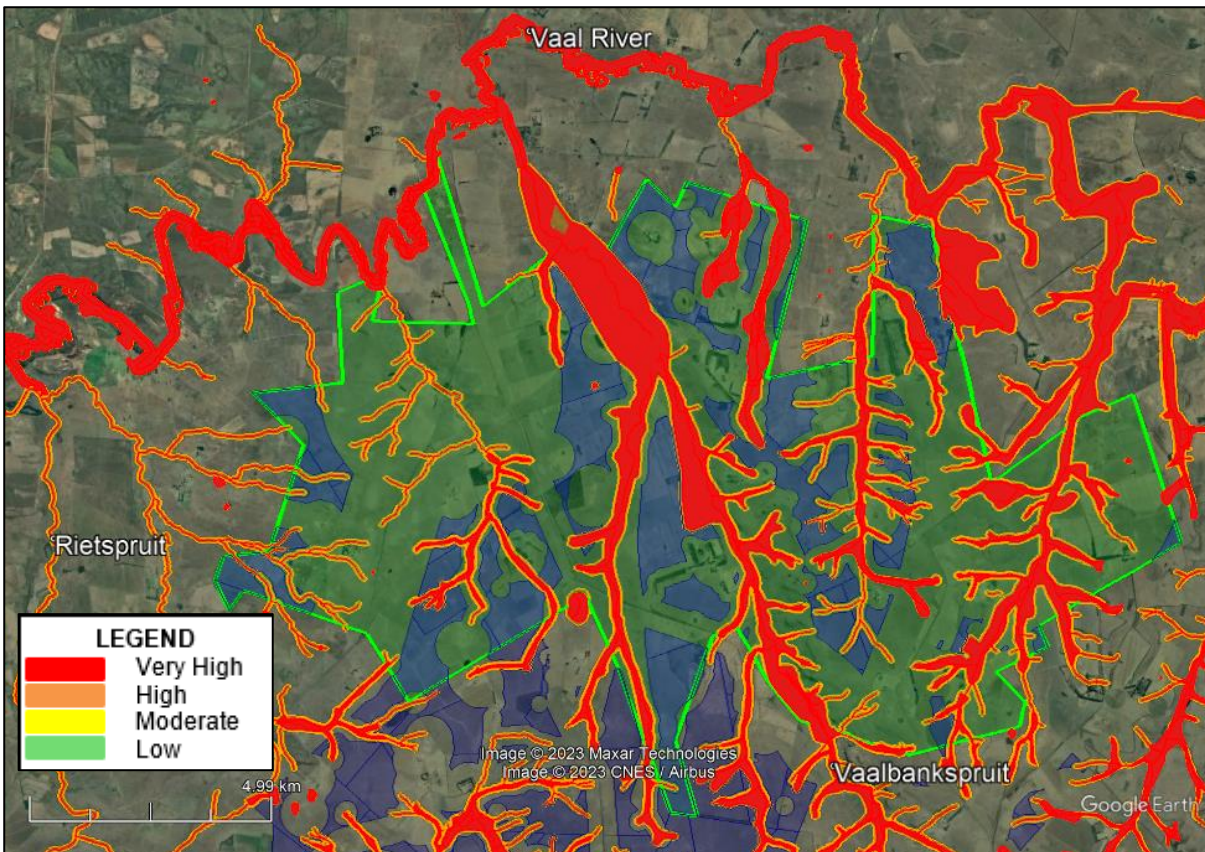 Vaal River
Rietspruit
LEGEND
Very High
High
Moderate
Low
4.99 km
Image © 2023 Maxar Technologies
Image © 2023 CNES / Airbus
Vaalbankspruit
Google Earth